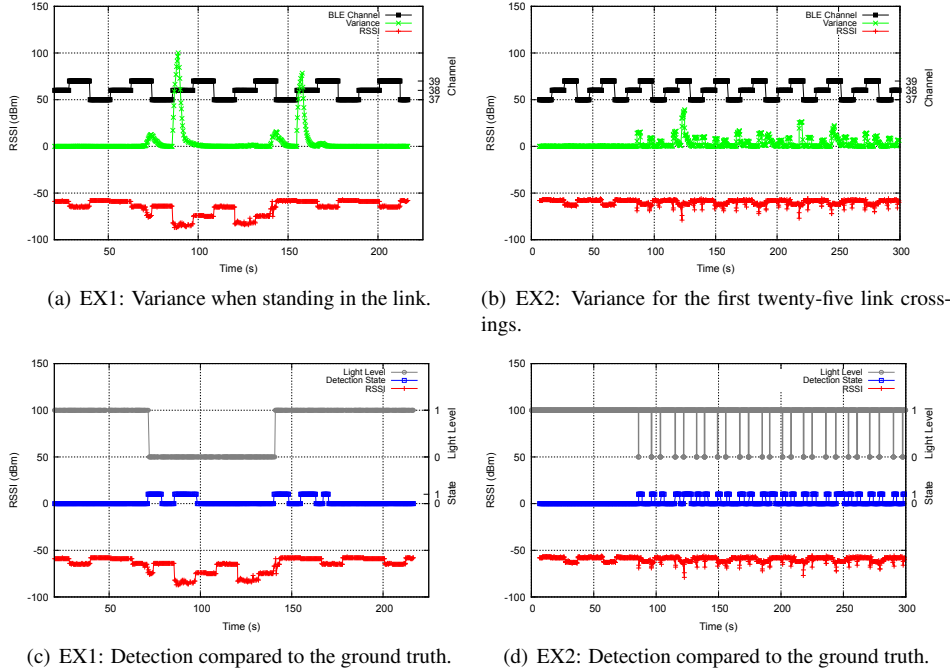 150
100
50
0
-50
-100
RSSI (dBm)
BLE Channel
Variance
RSSI
39
38
37
Channel
50 100 150 200
Time (s)
(a) EX1: Variance when standing in the link.
150
100
50
0
-50
-100
RSSI (dBm)
BLE Channel
Variance
RSSI
39
38
37
Channel
0 50 100 150 200 250 300
Time (s)
(b) EX2: Variance for the first twenty-five link cross-
ings.
150
100
50
0
-50
-100
RSSI (dBm)
Light Level
Detection State
RSSI
1
0
Light Level
1
0
State
50 100 150 200
Time (s)
(c) EX1: Detection compared to the ground truth.
150
100
50
0
-50
-100
RSSI (dBm)
Light Level
Detection State
RSSI
1
0
Light Level
1
0
State
0 50 100 150 200 250 300
Time (s)
(d) EX2: Detection compared to the ground truth.